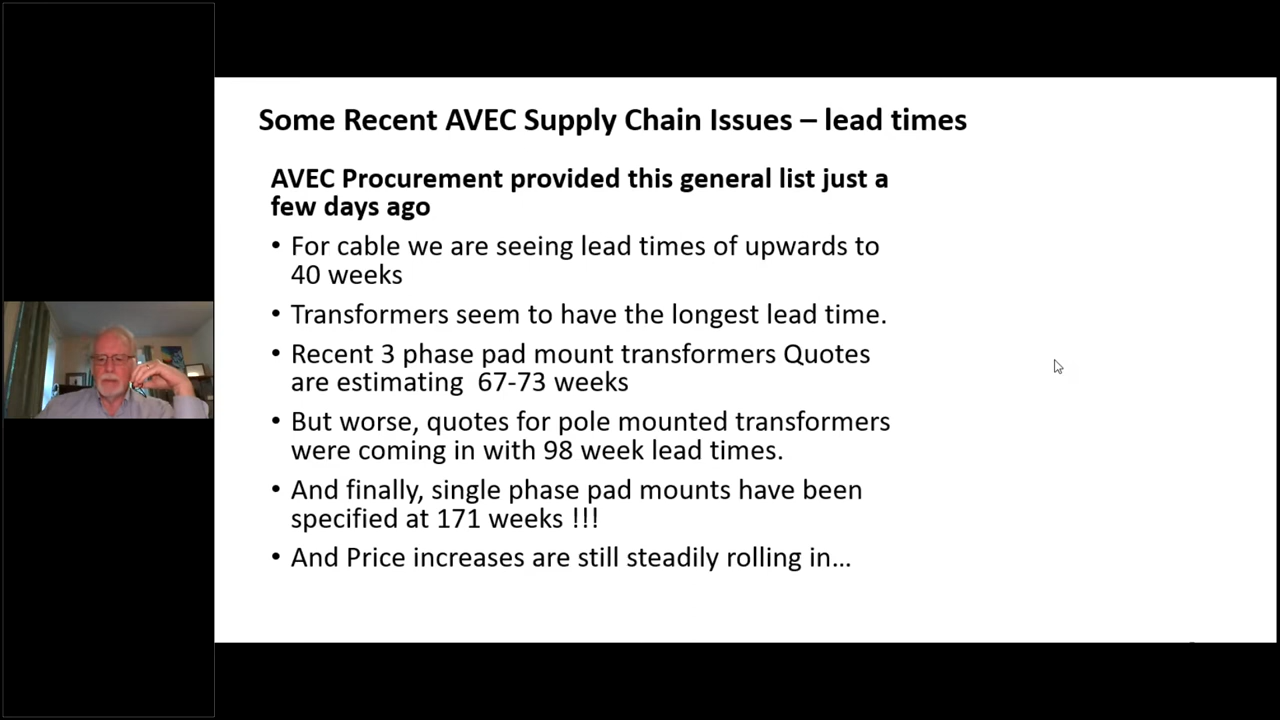 Some Recent AVEC Supply Chain Issues – lead times
AVEC Procurement provided this general list just a
few days ago
• For cable we are seeing lead times of upwards to
40 weeks
• Transformers seem to have the longest lead time.
• Recent 3 phase pad mount transformers Quotes
are estimating  67-73 weeks
• But worse, quotes for pole mounted transformers
were coming in with 98 week lead times.
• And finally, single phase pad mounts have been
specified at 171 weeks !!!
• And Price increases are still steadily rolling in…